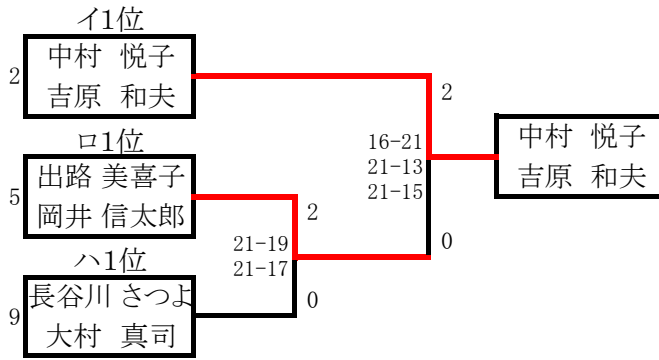 イ1位
2
中村 悦子
吉原 和夫
ロ1位
5
出路 美喜子
岡井 信太郎
ハ1位
9
長谷川 さつよ
大村 真司
2
21-19
21-17
0
2
16-21
21-13
21-15
0
中村 悦子
吉原 和夫